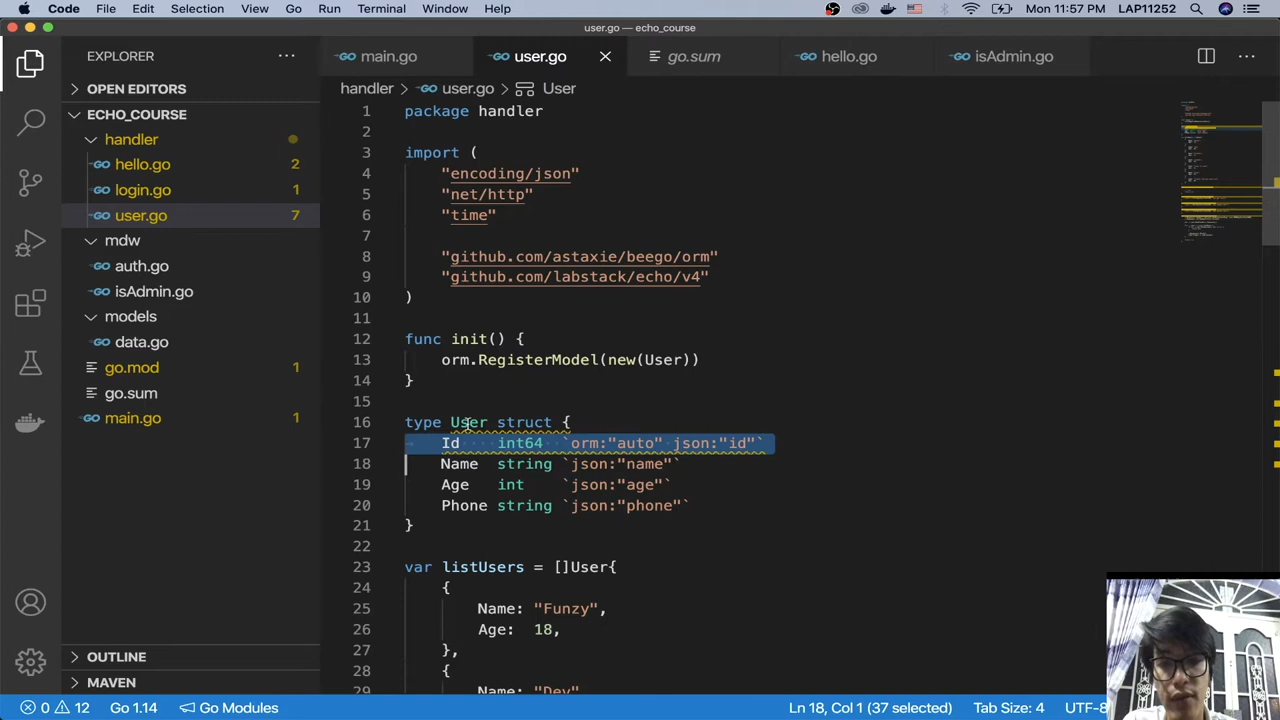 Code File Edit Selection View Go Run Terminal Window Help Mon 11:57 PM LAP11252
user.go — echo_course
EXPLORER
main.go
user.go
go.sum
hello.go
isAdmin.go
OPEN EDITORS
ECHO_COURSE
handler
hello.go 2
login.go 1
user.go 7
mdw
auth.go
isAdmin.go
models
data.go
go.mod 1
go.sum
main.go 1
OUTLINE
MAVEN
handler > user.go > User
1 package handler
2
3 import (
4 "encoding/json"
5 "net/http"
6 "time"
7
8 "github.com/astaxie/beego/orm"
9 "github.com/labstack/echo/v4"
10 )
11
12 func init() {
13 orm.RegisterModel(new(User))
14 }
15
16 type User struct {
17 Id int64 `orm:"auto" json:"id"`
18 Name string `json:"name"`
19 Age int `json:"age"`
20 Phone string `json:"phone"`
21 }
22
23 var listUsers = []User{
24 {
25 Name: "Funzy",
26 Age: 18,
27 },
28 {
29 Name: "Dev"
0 12 Go 1.14 Go Modules Ln 18, Col 1 (37 selected) Tab Size: 4 UTF-8